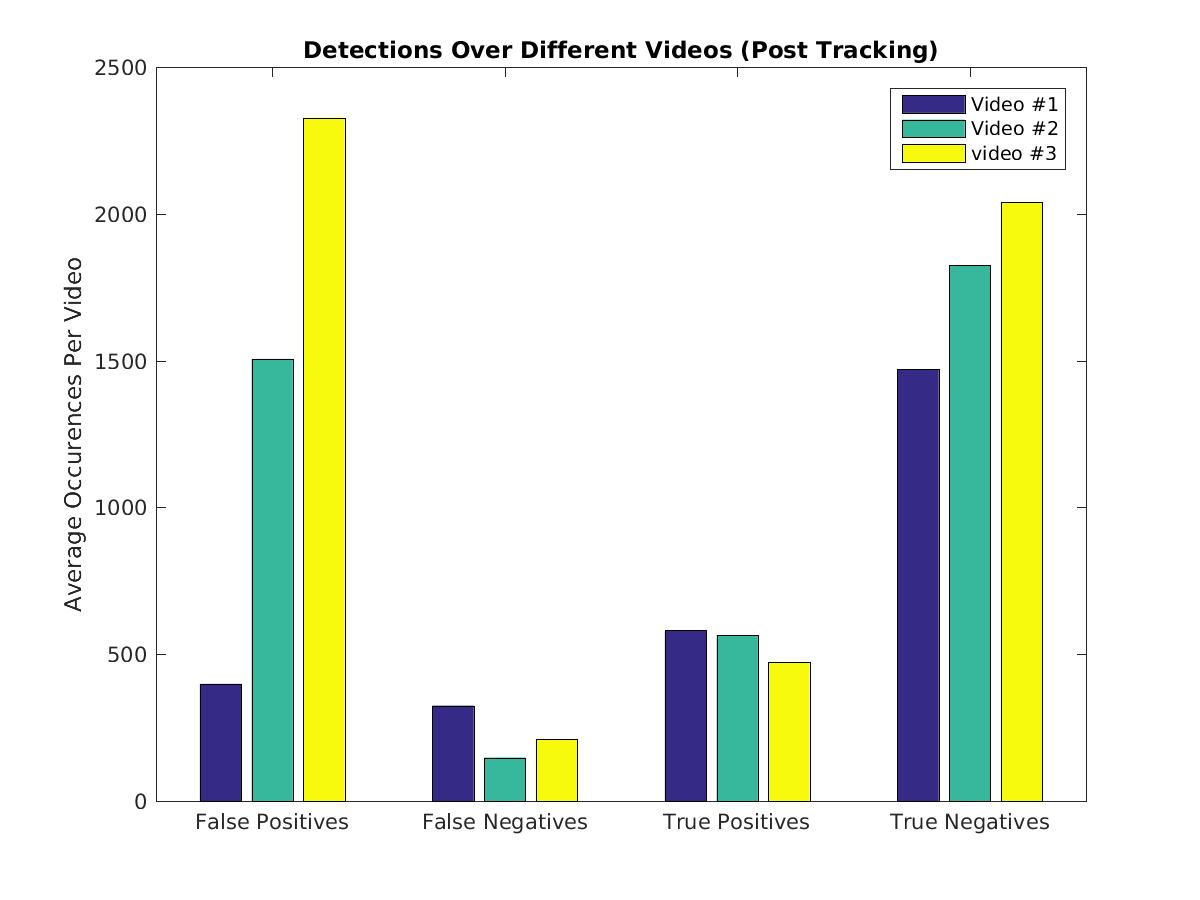 Detections Over Different Videos (Post Tracking)
2500
2000
1500
1000
500
0
Average Occurences Per Video
Video #1
Video #2
video #3
False Positives
False Negatives
True Positives
True Negatives